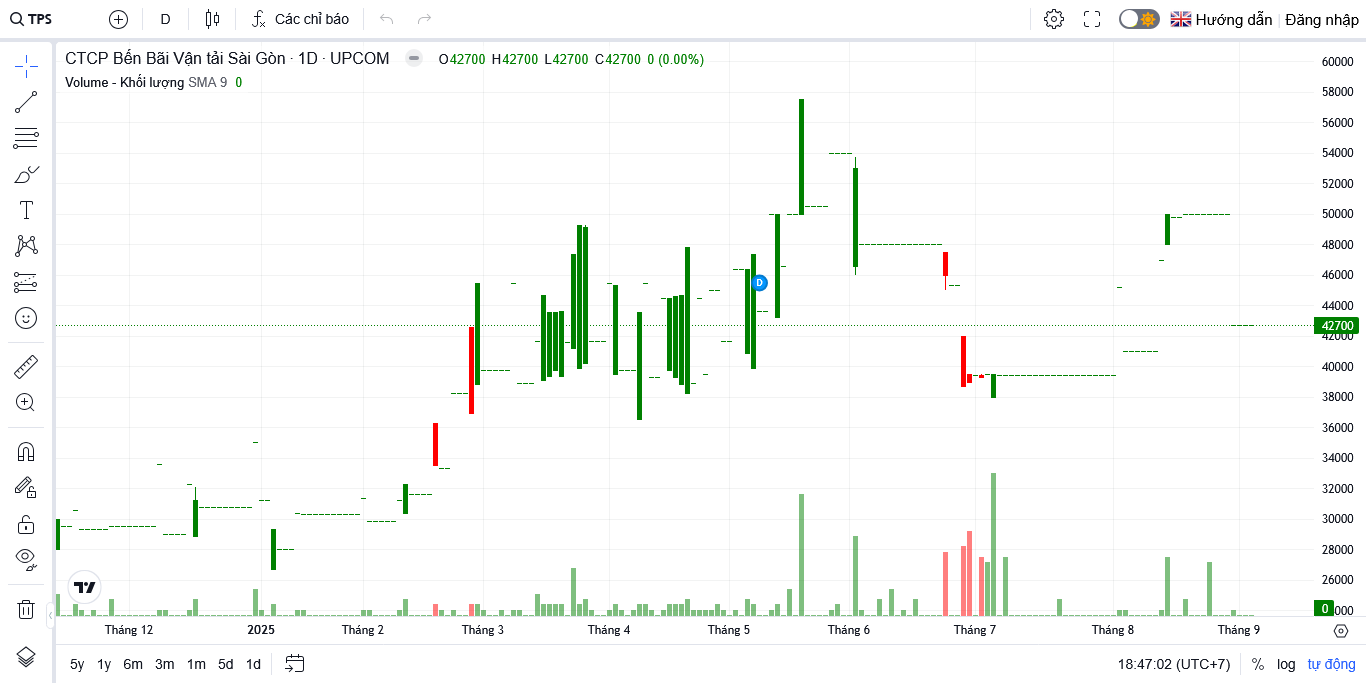 TPS
D
Các chỉ báo
Hướng dẫn
Đăng nhập
CTCP Bến Bãi Vận tải Sài Gòn · 1D · UPCOM
O42700 H42700 L42700 C42700 0 (0.00%)
Volume - Khối lượng SMA 9 0
60000
58000
56000
54000
52000
50000
48000
46000
44000
42700
42000
40000
38000
36000
34000
32000
30000
28000
26000
0
000
D
Tháng 12
2025
Tháng 2
Tháng 3
Tháng 4
Tháng 5
Tháng 6
Tháng 7
Tháng 8
Tháng 9
5y 1y 6m 3m 1m 5d 1d
18:47:02 (UTC+7)
% log tự động